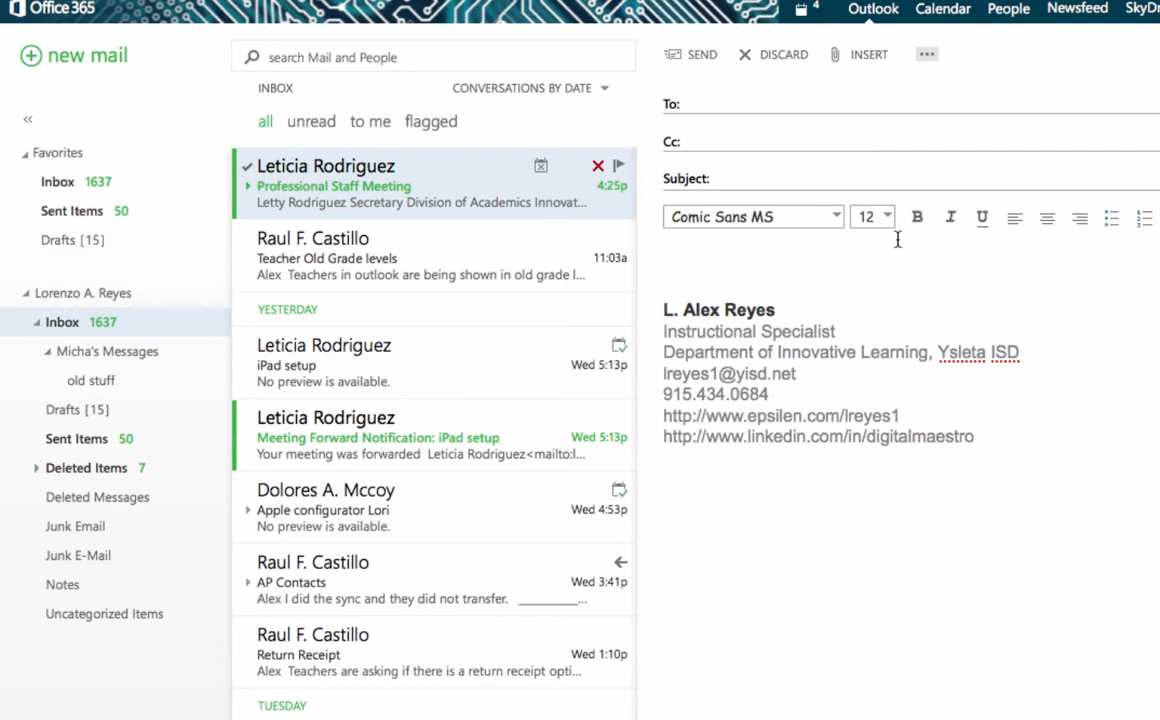 Office 365
4
Outlook Calendar People Newsfeed SkyDr
new mail
search Mail and People
SEND DISCARD INSERT •••
INBOX CONVERSATIONS BY DATE
all unread to me flagged
«
Favorites
Inbox 1637
Sent Items 50
Drafts [15]
Lorenzo A. Reyes
Inbox 1637
Micha's Messages
old stuff
Drafts [15]
Sent Items 50
Deleted Items 7
Deleted Messages
Junk Email
Junk E-Mail
Notes
Uncategorized Items
Leticia Rodriguez
Professional Staff Meeting 4:25p
Letty Rodriguez Secretary Division of Academics Innovat...
Raul F. Castillo
Teacher Old Grade levels 11:03a
Alex Teachers in outlook are being shown in old grade l...
YESTERDAY
Leticia Rodriguez
iPad setup Wed 5:13p
No preview is available.
Leticia Rodriguez
Meeting Forward Notification: iPad setup Wed 5:13p
Your meeting was forwarded Leticia Rodriguez<mailto:l...
Dolores A. Mccoy
Apple configurator Lori Wed 4:53p
No preview is available.
Raul F. Castillo
AP Contacts Wed 3:41p
Alex I did the sync and they did not transfer. _________...
Raul F. Castillo
Return Receipt Wed 1:10p
Alex Teachers are asking if there is a return receipt opti...
TUESDAY
To:
Cc:
Subject:
Comic Sans MS 12 B I U
L. Alex Reyes
Instructional Specialist
Department of Innovative Learning, Ysleta ISD
lreyes1@yisd.net
915.434.0684
http://www.epsilen.com/lreyes1
http://www.linkedin.com/in/digitalmaestro